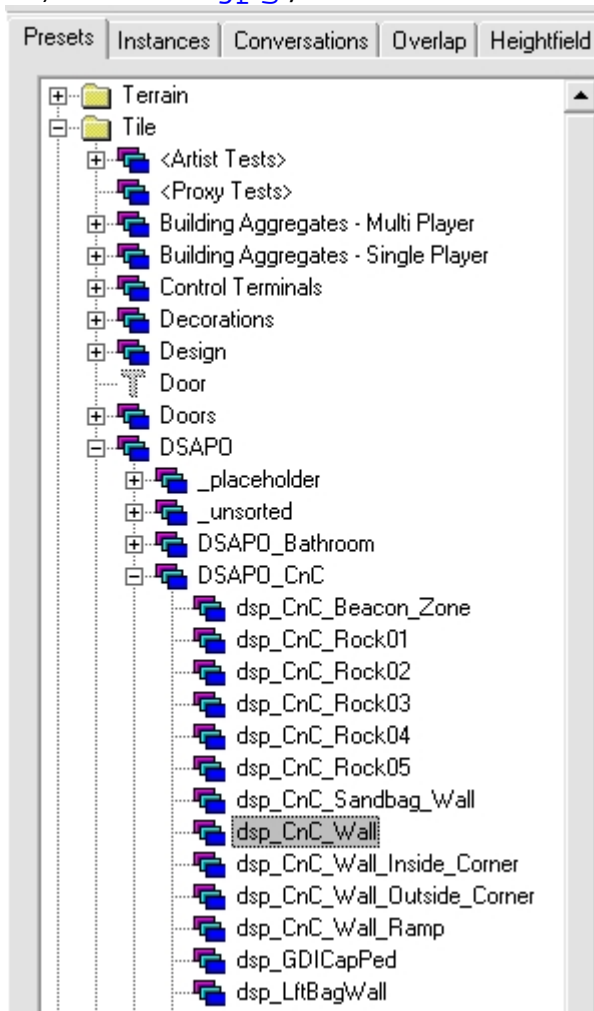 Presets Instances Conversations Overlap Heightfield
Terrain
Tile
<Artist Tests>
<Proxy Tests>
Building Aggregates - Multi Player
Building Aggregates - Single Player
Control Terminals
Decorations
Design
Door
Doors
DSAPO
_placeholder
_unsorted
DSAPO_Bathroom
DSAPO_CnC
dsp_CnC_Beacon_Zone
dsp_CnC_Rock01
dsp_CnC_Rock02
dsp_CnC_Rock03
dsp_CnC_Rock04
dsp_CnC_Rock05
dsp_CnC_Sandbag_Wall
dsp_CnC_Wall
dsp_CnC_Wall_Inside_Corner
dsp_CnC_Wall_Outside_Corner
dsp_CnC_Wall_Ramp
dsp_GDICapPed
dsp_LftBagWall